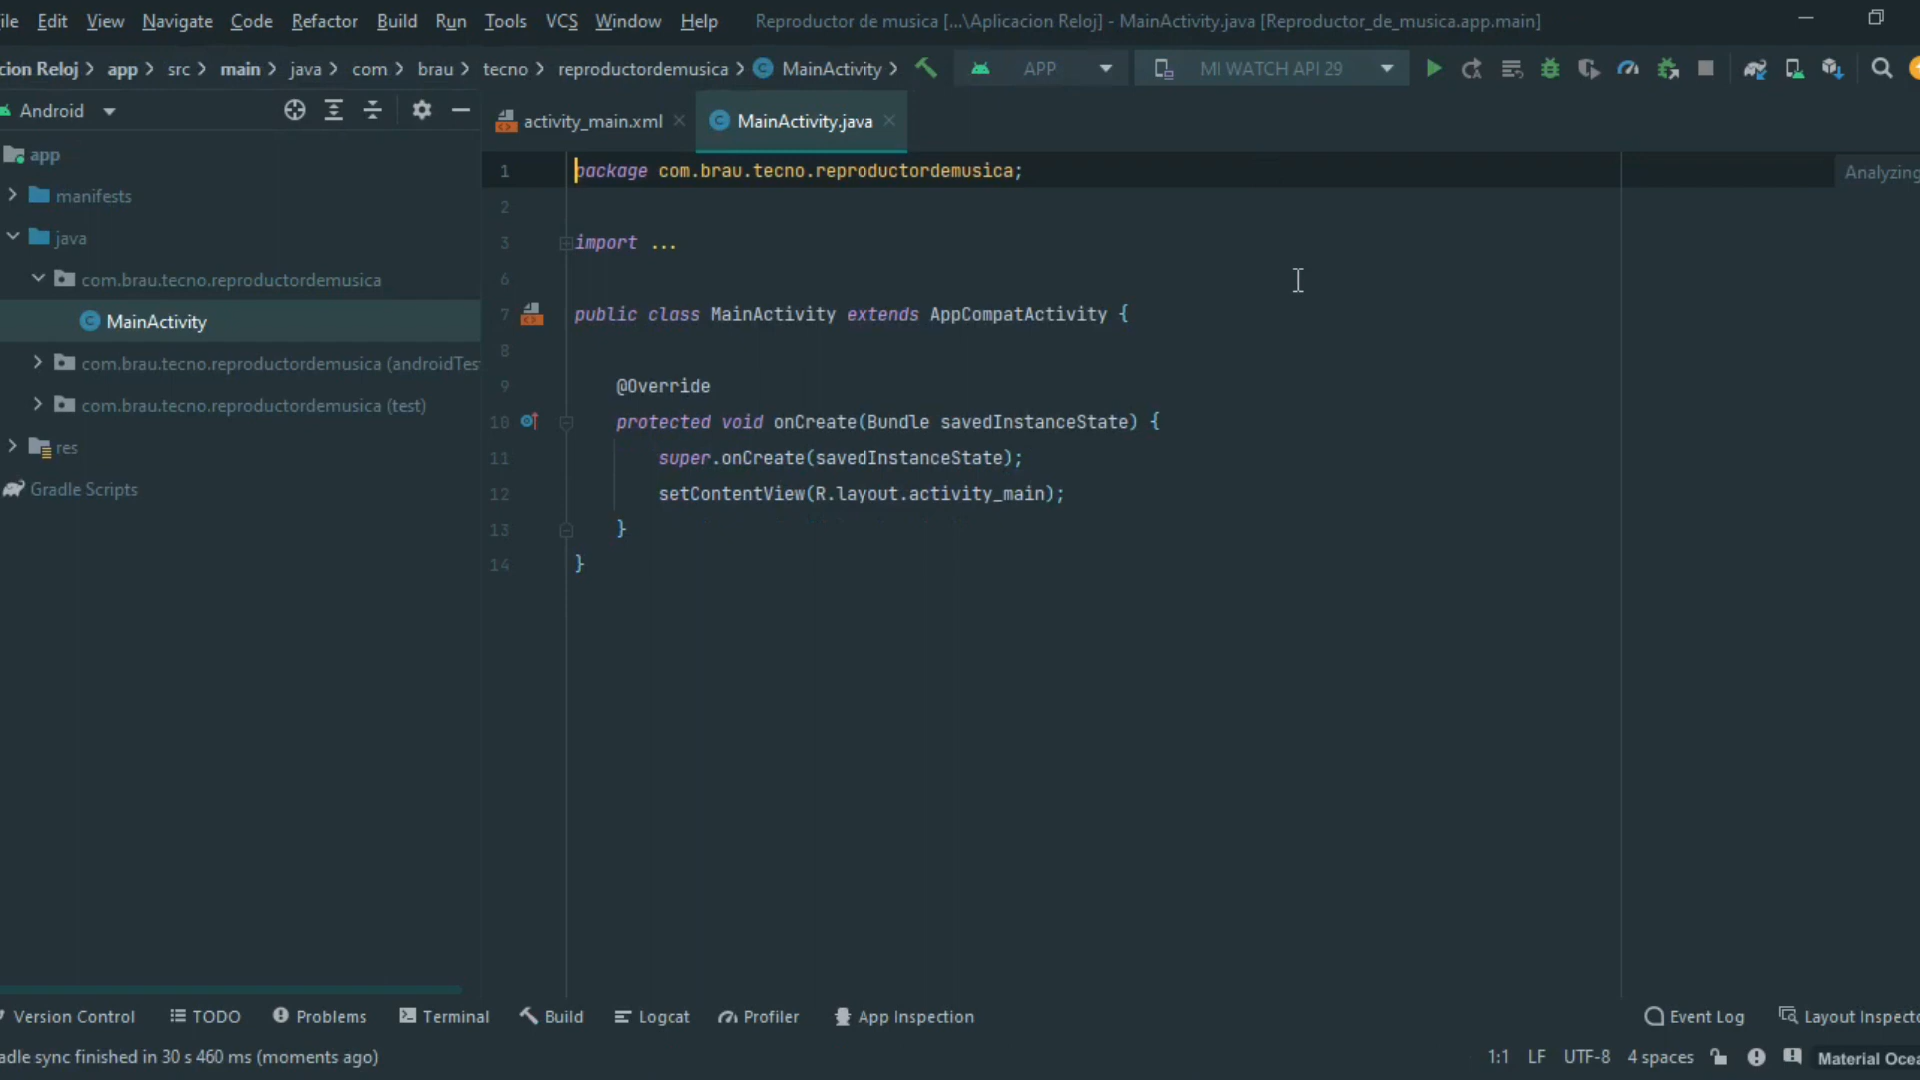 ile Edit View Navigate Code Refactor Build Run Tools VCS Window Help Reproductor de musica [...\Aplicacion Reloj] - MainActivity.java [Reproductor_de_musica.app.main]
cion Reloj app src main java com brau tecno reproductordemusica MainActivity APP MI WATCH API 29
Android
activity_main.xml MainActivity.java
app
manifests
java
com.brau.tecno.reproductordemusica
MainActivity
com.brau.tecno.reproductordemusica (androidTes
com.brau.tecno.reproductordemusica (test)
res
Gradle Scripts
1 package com.brau.tecno.reproductordemusica;
Analyzing
2
3 import ...
6
7 public class MainActivity extends AppCompatActivity {
8
9 @Override
10 protected void onCreate(Bundle savedInstanceState) {
11 super.onCreate(savedInstanceState);
12 setContentView(R.layout.activity_main);
13 }
14 }
Version Control TODO Problems Terminal Build Logcat Profiler App Inspection Event Log Layout Inspecto
adle sync finished in 30 s 460 ms (moments ago) 1:1 LF UTF-8 4 spaces Material Ocea